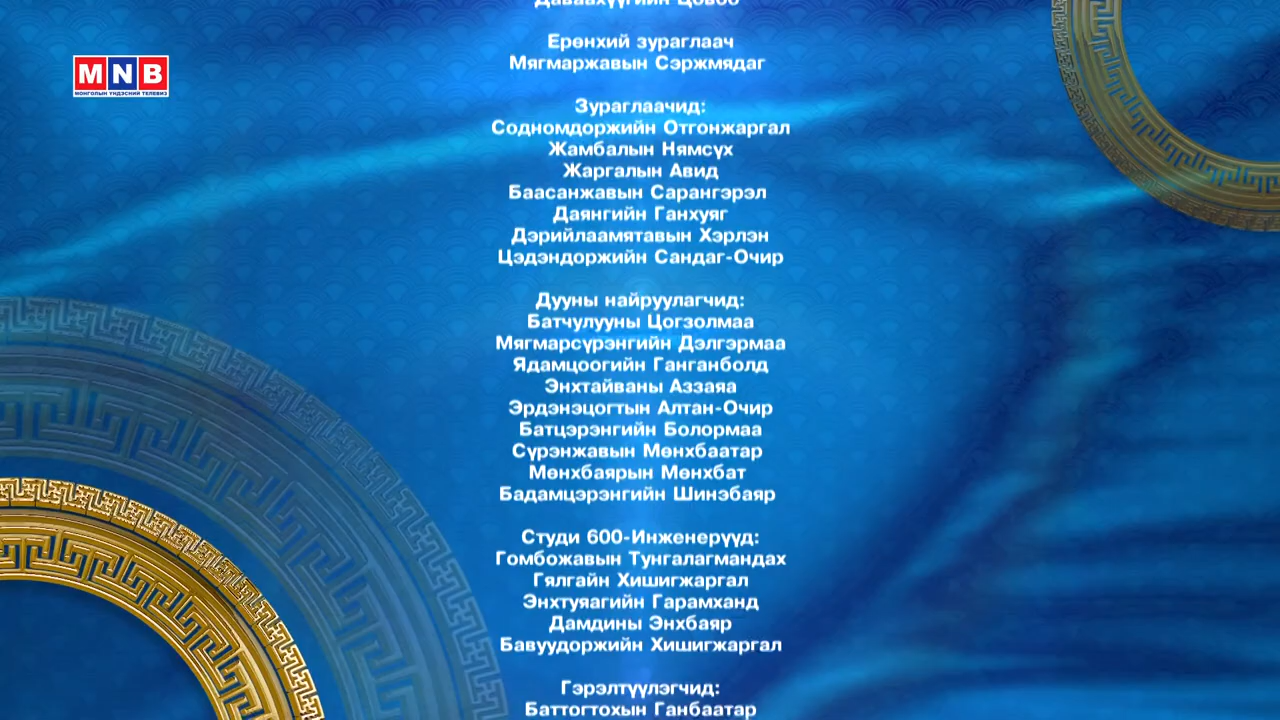 MNB
МОНГОЛЫН ҮНДЭСНИЙ ТЕЛЕВИЗ
Даваахүүгийн Цовоо
Ерөнхий зураглаач
Мягмаржавын Сэржмядаг
Зураглаачид:
Содномдоржийн Отгонжаргал
Жамбалын Нямсүх
Жаргалын Авид
Баасанжавын Сарангэрэл
Даянгийн Ганхуяг
Дэрийлаамятавын Хэрлэн
Цэдэндоржийн Сандаг-Очир
Дууны найруулагчид:
Батчулууны Цогзолмаа
Мягмарсүрэнгийн Дэлгэрмаа
Ядамцоогийн Ганганболд
Энхтайваны Аззаяа
Эрдэнэцогтын Алтан-Очир
Батцэрэнгийн Болормаа
Сүрэнжавын Мөнхбаатар
Мөнхбаярын Мөнхбат
Бадамцэрэнгийн Шинэбаяр
Студи 600-Инженерүүд:
Гомбожавын Тунгалагмандах
Гялгайн Хишигжаргал
Энхтуяагийн Гарамханд
Дамдины Энхбаяр
Бавуудоржийн Хишигжаргал
Гэрэлтүүлэгчид:
Баттогтохын Ганбаатар